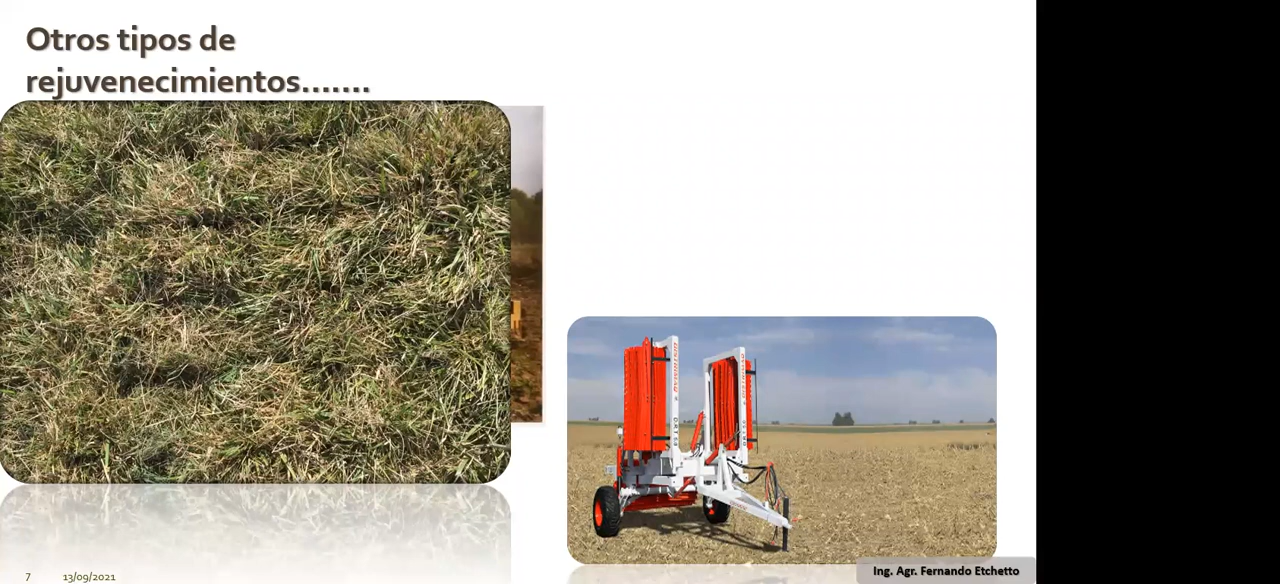 Otros tipos de
rejuvenecimientos.......
Ing. Agr. Fernando Etchetto
7
13/09/2021